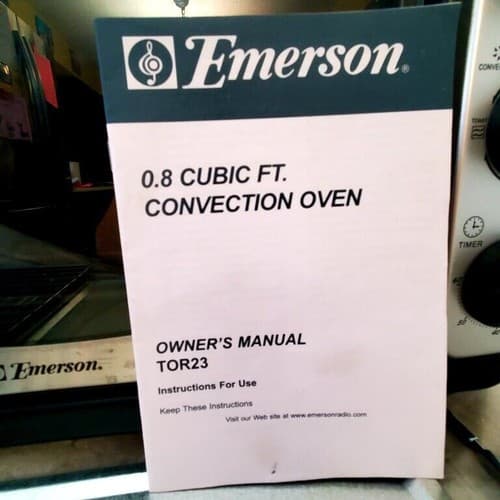 Emerson®
0.8 CUBIC FT.
CONVECTION OVEN
OWNER'S MANUAL
TOR23
Instructions For Use
Keep These Instructions
Visit our Web site at www.emersonradio.com
Emerson.
TIMER